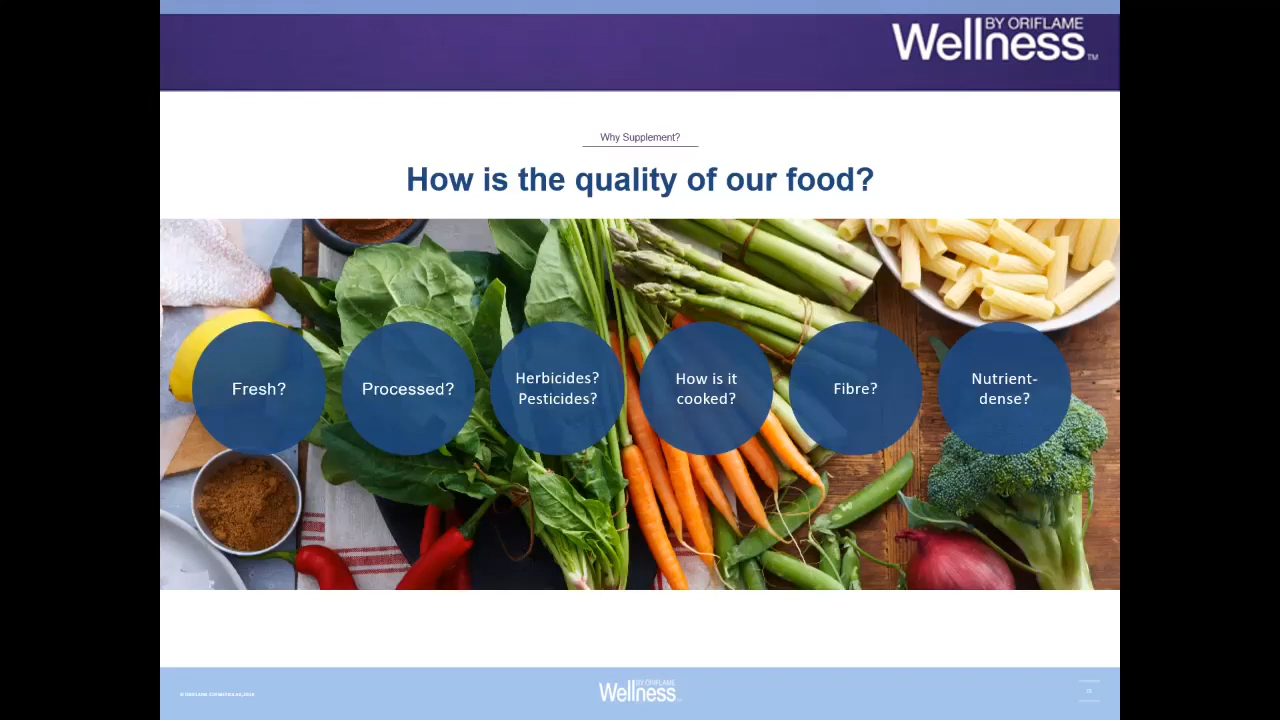 BY ORIFLAME
Wellness™
Why Supplement?
How is the quality of our food?
Fresh?
Processed?
Herbicides?
Pesticides?
How is it
cooked?
Fibre?
Nutrient-
dense?
BY ORIFLAME
Wellness